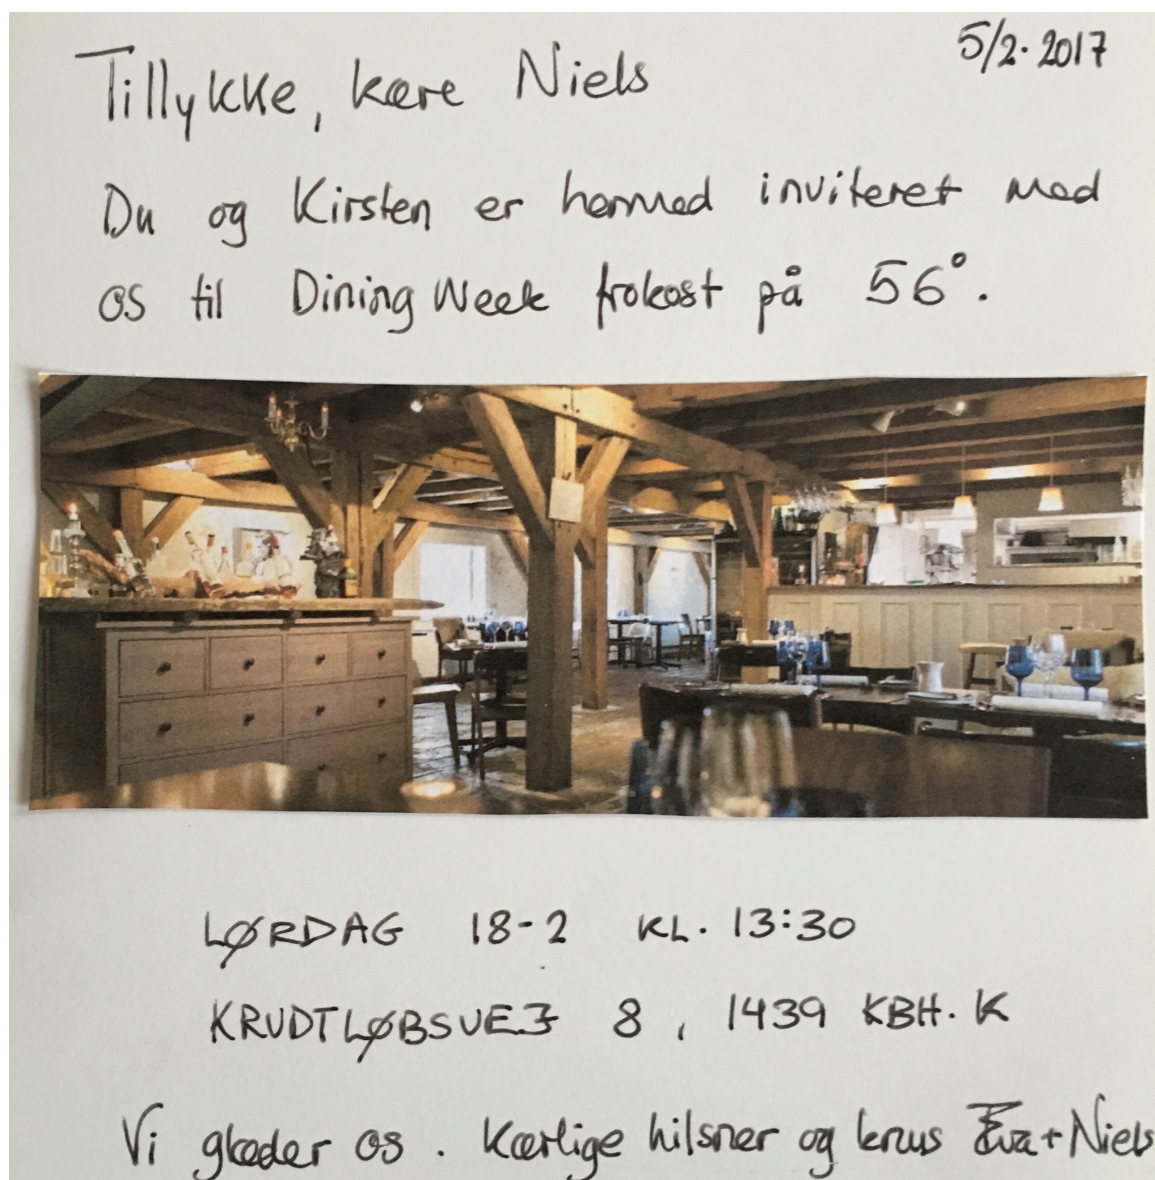 5/2. 2017
Tillykke, kære Niels
Du og Kirsten er hermed inviteret med
os til Dining Week frokost på 56°.
LØRDAG 18-2 KL. 13:30
KRUDTLØBSVEJ 8, 1439 KBH. K
Vi glæder os. Kærlige hilsner og knus Eva + Niels